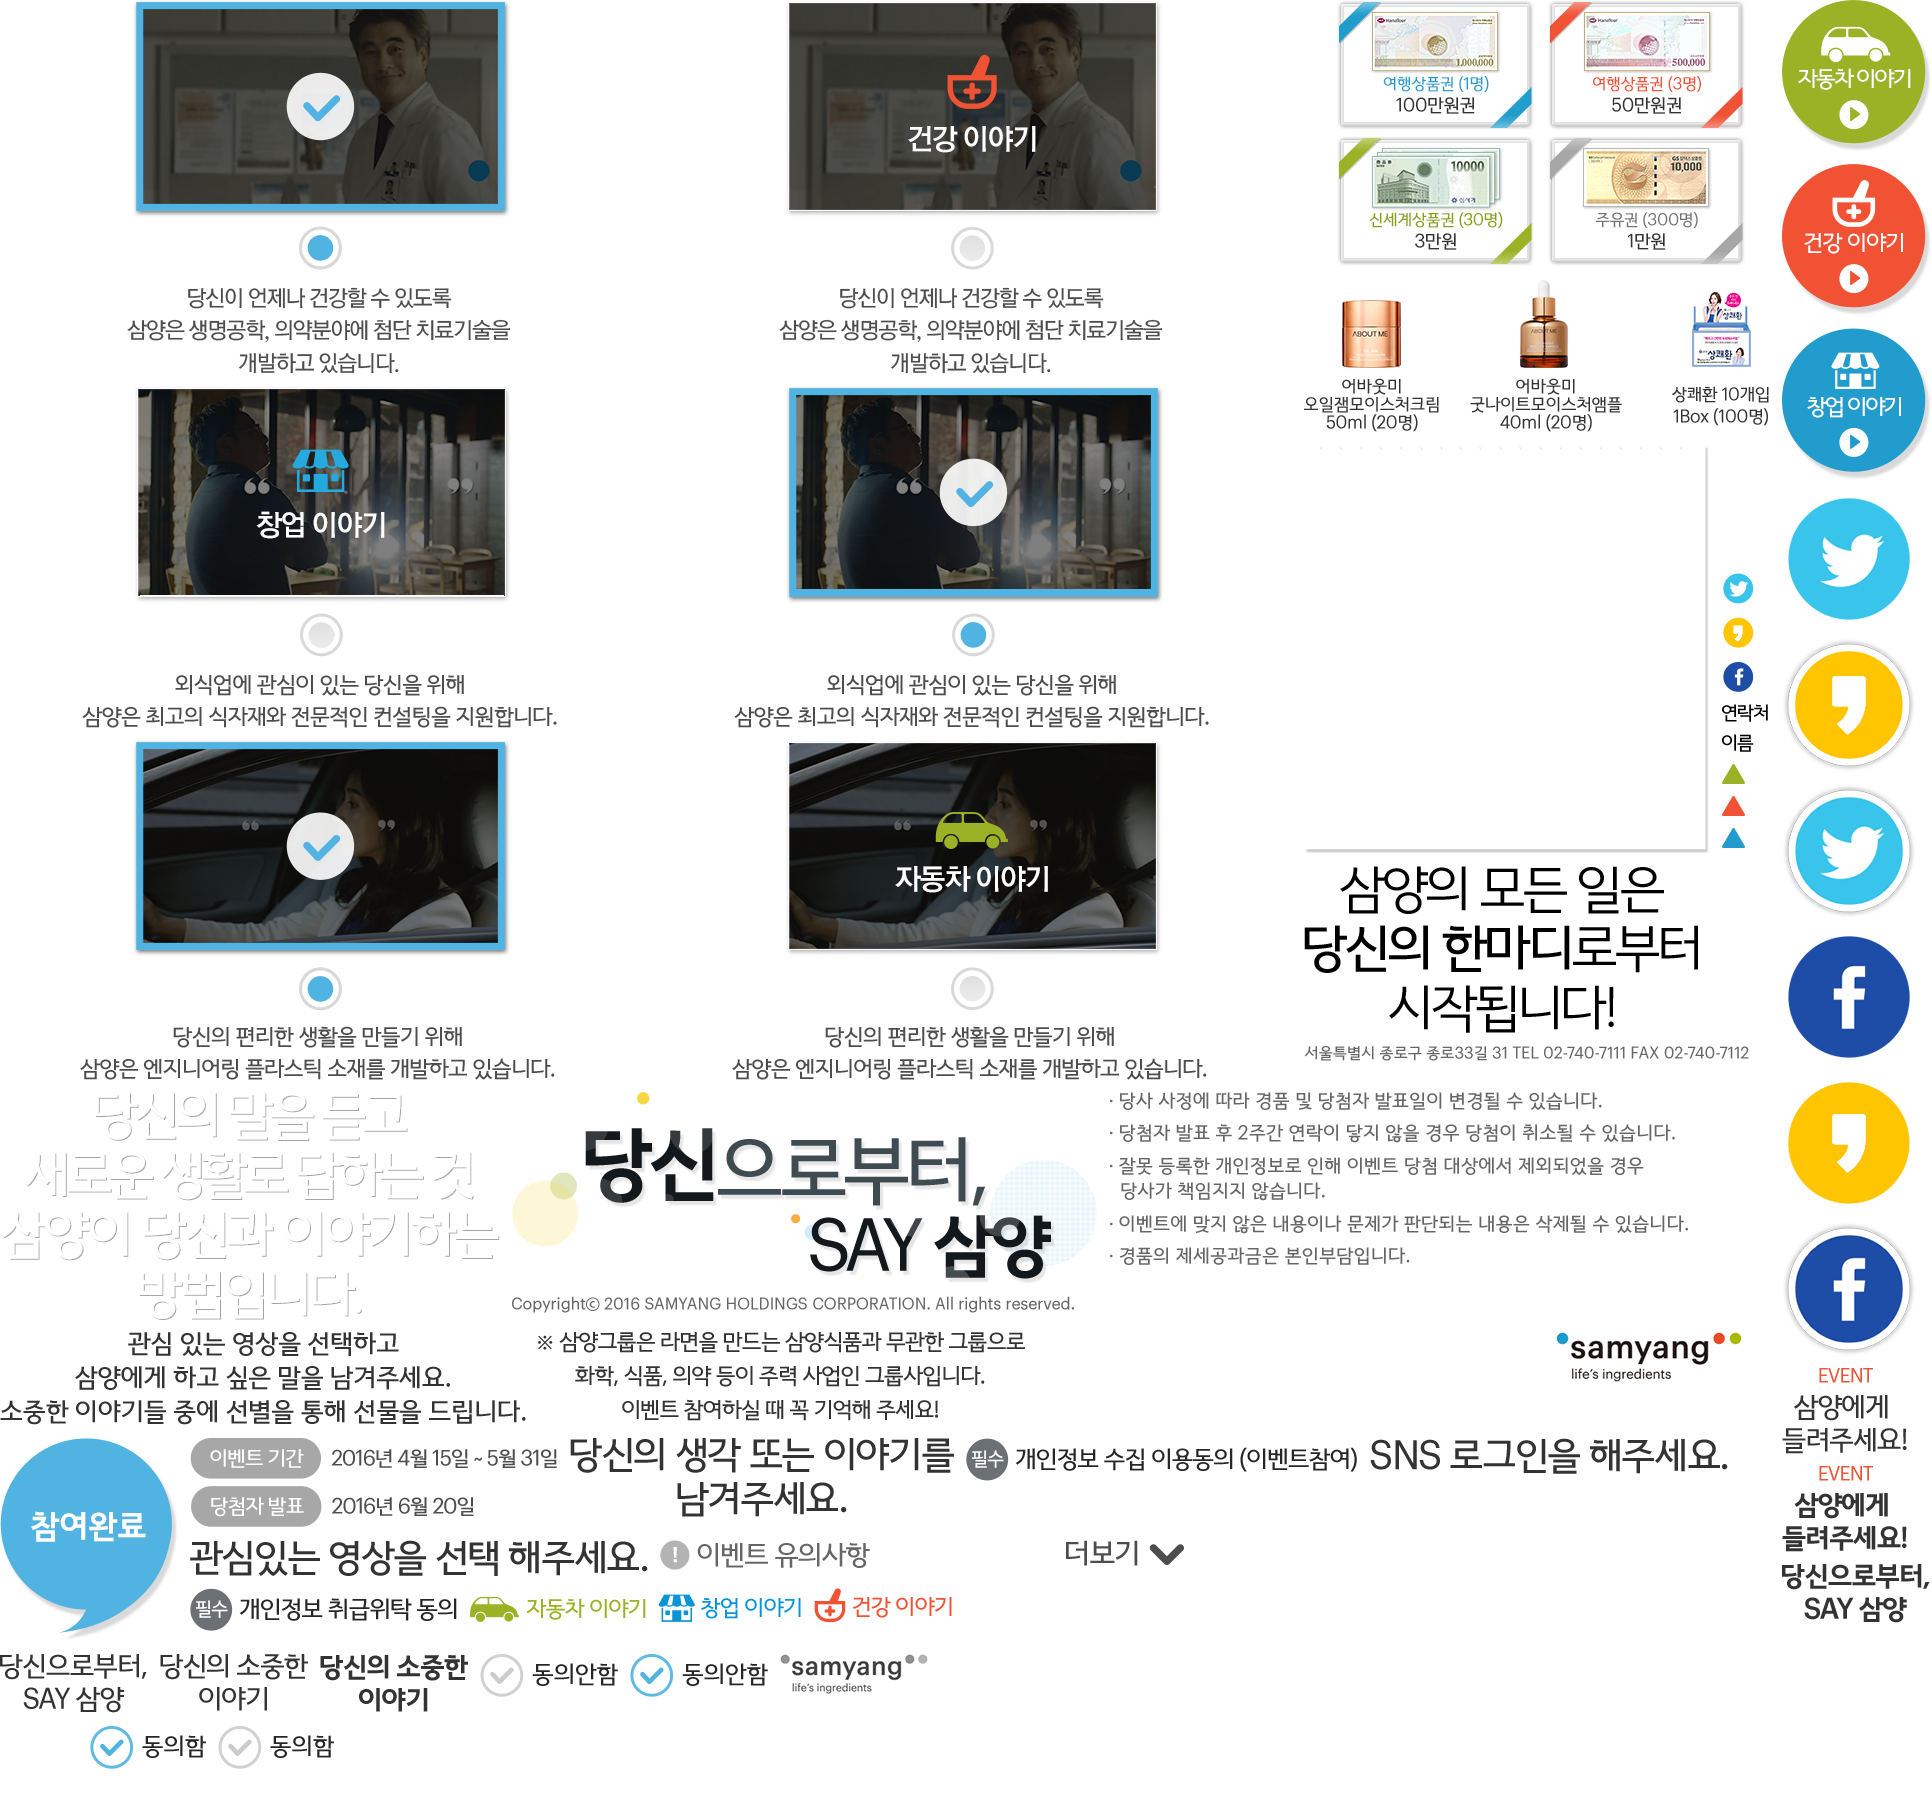 건강 이야기
당신이 언제나 건강할 수 있도록
삼양은 생명공학, 의약분야에 첨단 치료기술을
개발하고 있습니다.
당신이 언제나 건강할 수 있도록
삼양은 생명공학, 의약분야에 첨단 치료기술을
개발하고 있습니다.
창업 이야기
외식업에 관심이 있는 당신을 위해
삼양은 최고의 식자재와 전문적인 컨설팅을 지원합니다.
외식업에 관심이 있는 당신을 위해
삼양은 최고의 식자재와 전문적인 컨설팅을 지원합니다.
자동차 이야기
당신의 편리한 생활을 만들기 위해
삼양은 엔지니어링 플라스틱 소재를 개발하고 있습니다.
당신의 편리한 생활을 만들기 위해
삼양은 엔지니어링 플라스틱 소재를 개발하고 있습니다.
1,000,000
여행상품권 (1명)
100만원권
500,000
여행상품권 (3명)
50만원권
10000
신세계
신세계상품권 (30명)
3만원
10,000
주유권 (300명)
1만원
ABOUT ME
어바웃미
오일잼모이스처크림
50ml (20명)
ABOUT ME
어바웃미
굿나이트모이스처앰플
40ml (20명)
상쾌환
상쾌환
상쾌환 10개입
1Box (100명)
자동차 이야기
건강 이야기
창업 이야기
연락처
이름
삼양의 모든 일은
당신의 한마디로부터
시작됩니다!
서울특별시 종로구 종로33길 31 TEL 02-740-7111 FAX 02-740-7112
당신의 말을 듣고
새로운 생활로 답하는 것
삼양이 당신과 이야기하는
방법입니다.
당신으로부터,
SAY 삼양
Copyright© 2016 SAMYANG HOLDINGS CORPORATION. All rights reserved.
· 당사 사정에 따라 경품 및 당첨자 발표일이 변경될 수 있습니다.
· 당첨자 발표 후 2주간 연락이 닿지 않을 경우 당첨이 취소될 수 있습니다.
· 잘못 등록한 개인정보로 인해 이벤트 당첨 대상에서 제외되었을 경우
당사가 책임지지 않습니다.
· 이벤트에 맞지 않은 내용이나 문제가 판단되는 내용은 삭제될 수 있습니다.
· 경품의 제세공과금은 본인부담입니다.
관심 있는 영상을 선택하고
삼양에게 하고 싶은 말을 남겨주세요.
소중한 이야기들 중에 선별을 통해 선물을 드립니다.
※ 삼양그룹은 라면을 만드는 삼양식품과 무관한 그룹으로
화학, 식품, 의약 등이 주력 사업인 그룹사입니다.
이벤트 참여하실 때 꼭 기억해 주세요!
samyang
life's ingredients
EVENT
삼양에게
들려주세요!
EVENT
삼양에게
들려주세요!
당신으로부터,
SAY 삼양
참여완료
이벤트 기간 2016년 4월 15일 ~ 5월 31일
당첨자 발표 2016년 6월 20일
당신의 생각 또는 이야기를
남겨주세요.
필수 개인정보 수집 이용동의 (이벤트참여)
SNS 로그인을 해주세요.
관심있는 영상을 선택 해주세요.
! 이벤트 유의사항
더보기
필수 개인정보 취급위탁 동의
자동차 이야기
창업 이야기
건강 이야기
당신으로부터,
SAY 삼양
당신의 소중한
이야기
당신의 소중한
이야기
동의안함
동의안함
samyang
life's ingredients
동의함
동의함